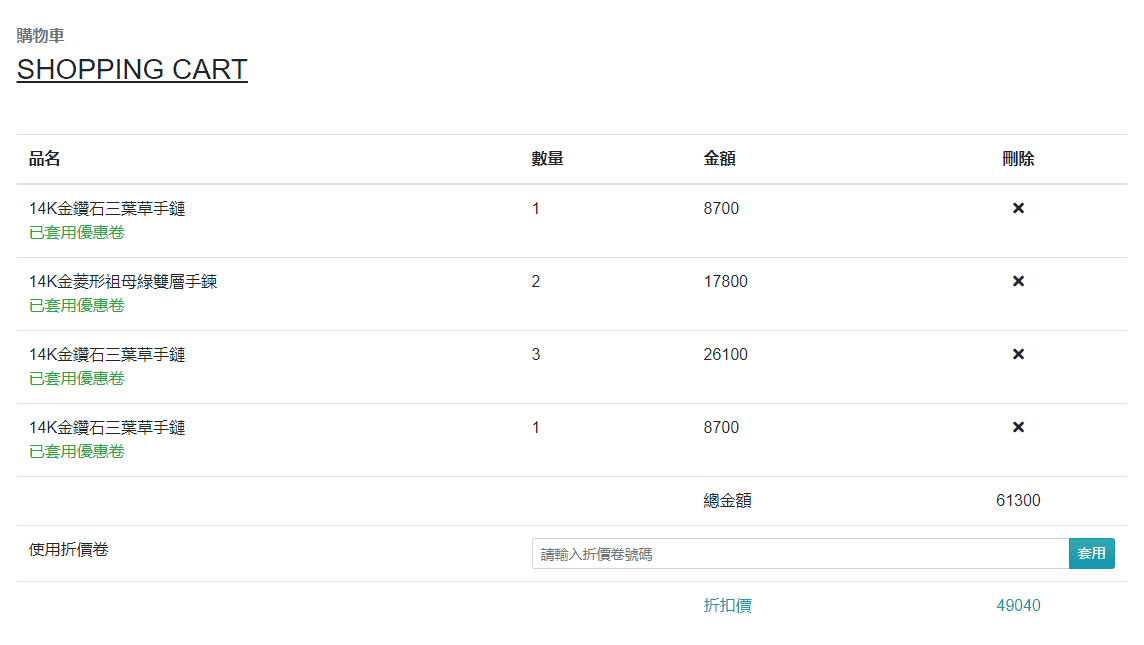 購物車
SHOPPING CART
品名 數量 金額 刪除
14K金鑽石三葉草手鏈 1 8700
已套用優惠卷
14K金菱形祖母綠雙層手鍊 2 17800
已套用優惠卷
14K金鑽石三葉草手鏈 3 26100
已套用優惠卷
14K金鑽石三葉草手鏈 1 8700
已套用優惠卷
總金額 61300
使用折價卷 請輸入折價卷號碼 套用
折扣價 49040